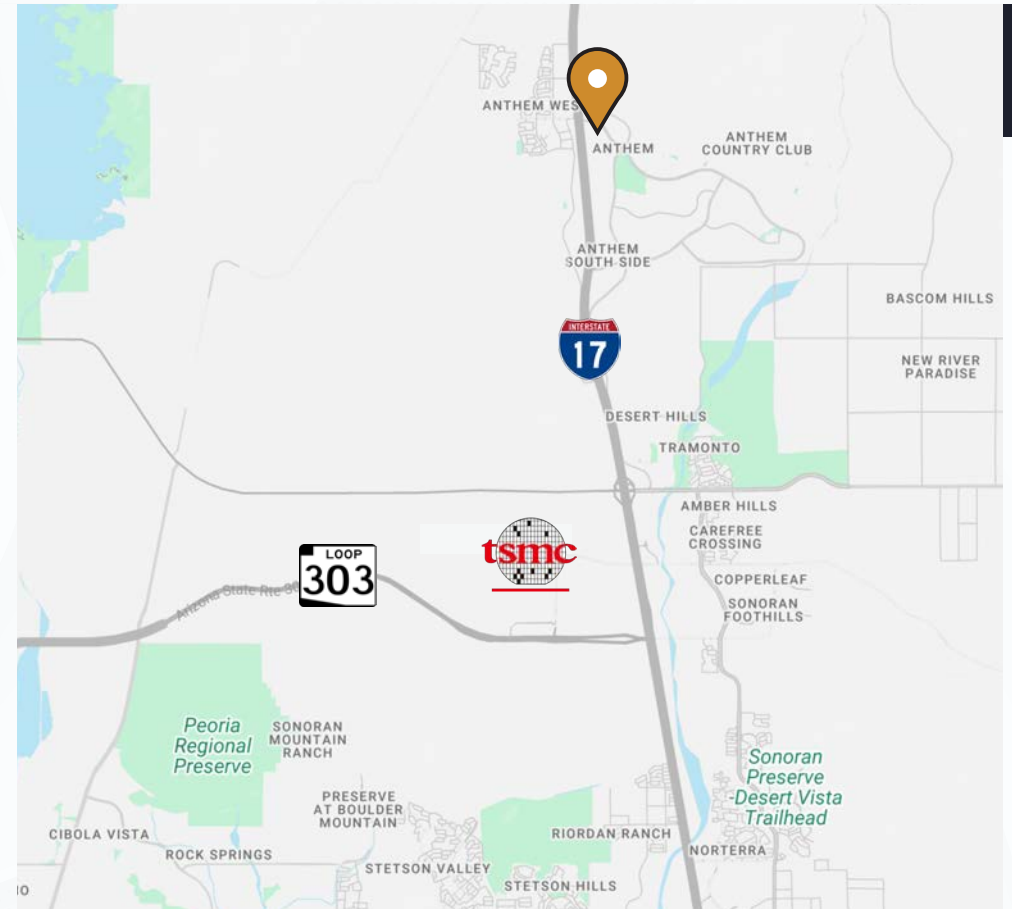 ANTHEM WES
ANTHEM
ANTHEM
COUNTRY CLUB
ANTHEM
SOUTH SIDE
BASCOM HILLS
INTERSTATE
17
NEW RIVER
PARADISE
DESERT HILLS
TRAMONTO
AMBER HILLS
CAREFREE
CROSSING
tsmc
LOOP
303
Arizona State Rte 30
COPPERLEAF
SONORAN
FOOTHILLS
Peoria
Regional
Preserve
SONORAN
MOUNTAIN
RANCH
Sonoran
Preserve
-Desert Vista
Trailhead
PRESERVE
AT BOULDER
MOUNTAIN
CIBOLA VISTA
RIORDAN RANCH
ROCK SPRINGS
NORTERRA
STETSON VALLEY
STETSON HILLS